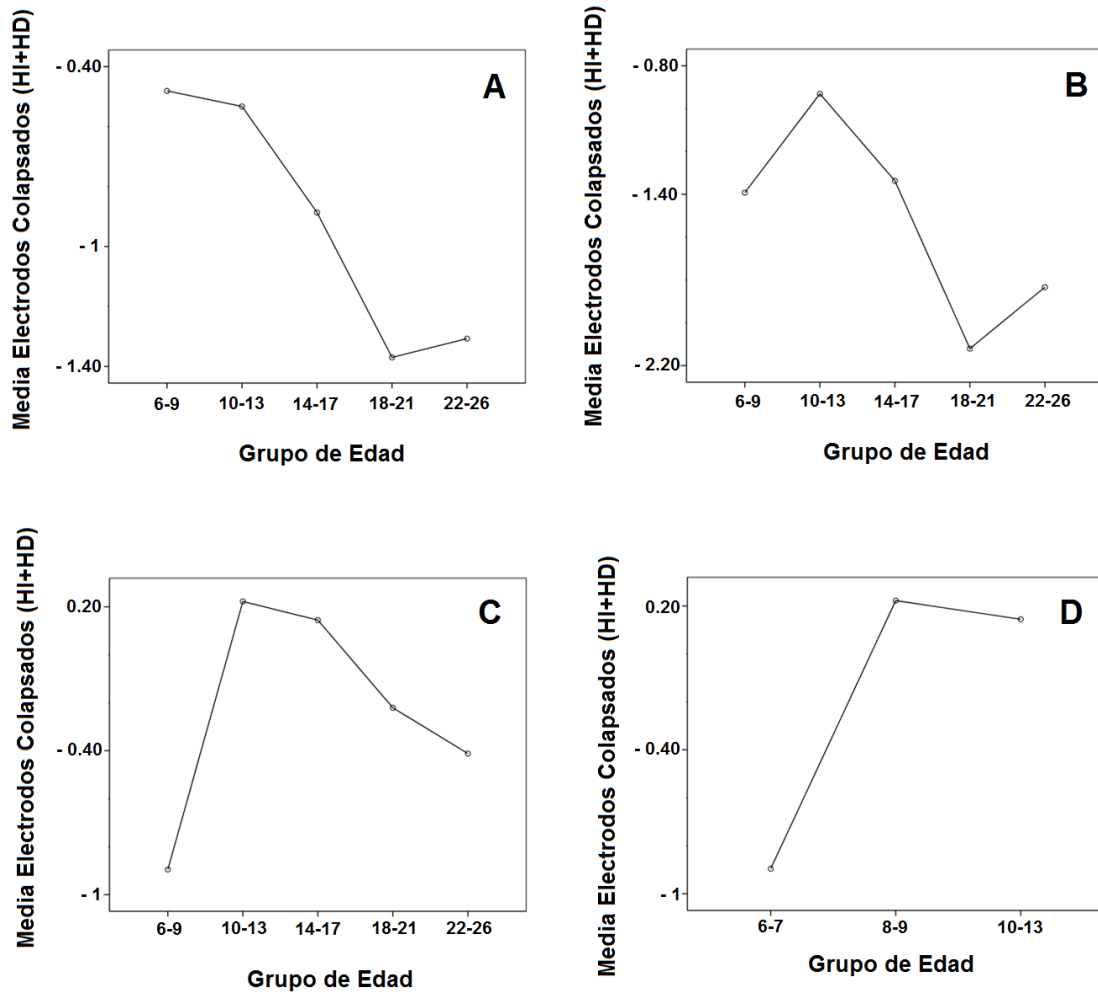 Media Electrodos Colapsados (HI+HD)
A
- 0.40
- 1
- 1.40
6-9 10-13 14-17 18-21 22-26
Grupo de Edad
Media Electrodos Colapsados (HI+HD)
B
- 0.80
- 1.40
- 2.20
6-9 10-13 14-17 18-21 22-26
Grupo de Edad
Media Electrodos Colapsados (HI+HD)
C
0.20
- 0.40
- 1
6-9 10-13 14-17 18-21 22-26
Grupo de Edad
Media Electrodos Colapsados (HI+HD)
D
0.20
- 0.40
- 1
6-7 8-9 10-13
Grupo de Edad